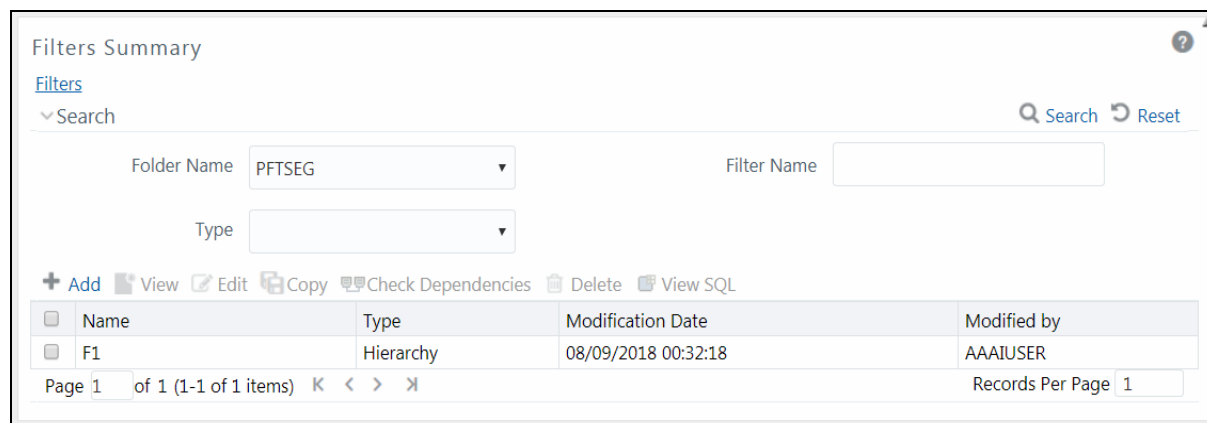 Filters Summary
?
Filters
Search
Search Reset
Folder Name PFTSEG Filter Name
Type
Add View Edit Copy Check Dependencies Delete View SQL
Name Type Modification Date Modified by
F1 Hierarchy 08/09/2018 00:32:18 AAAIUSER
Page 1 of 1 (1-1 of 1 items) Records Per Page 1